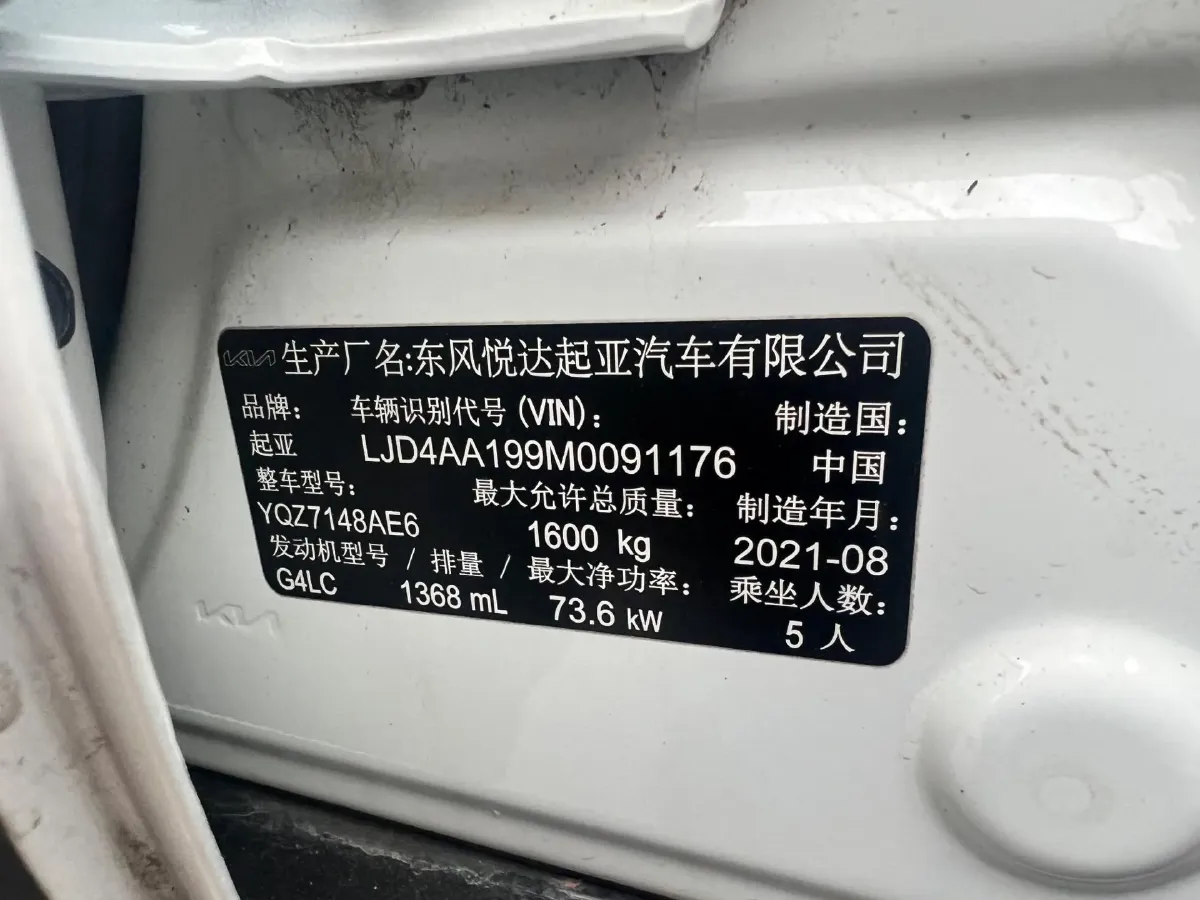 KIA 生产厂名:东风悦达起亚汽车有限公司
品牌: 车辆识别代号(VIN): 制造国:
起亚 LJD4AA199M0091176 中国
整车型号: 最大允许总质量: 制造年月:
YQZ7148AE6 1600 kg 2021-08
发动机型号 / 排量 / 最大净功率: 乘坐人数:
G4LC 1368 mL 73.6 kW 5 人
KIA